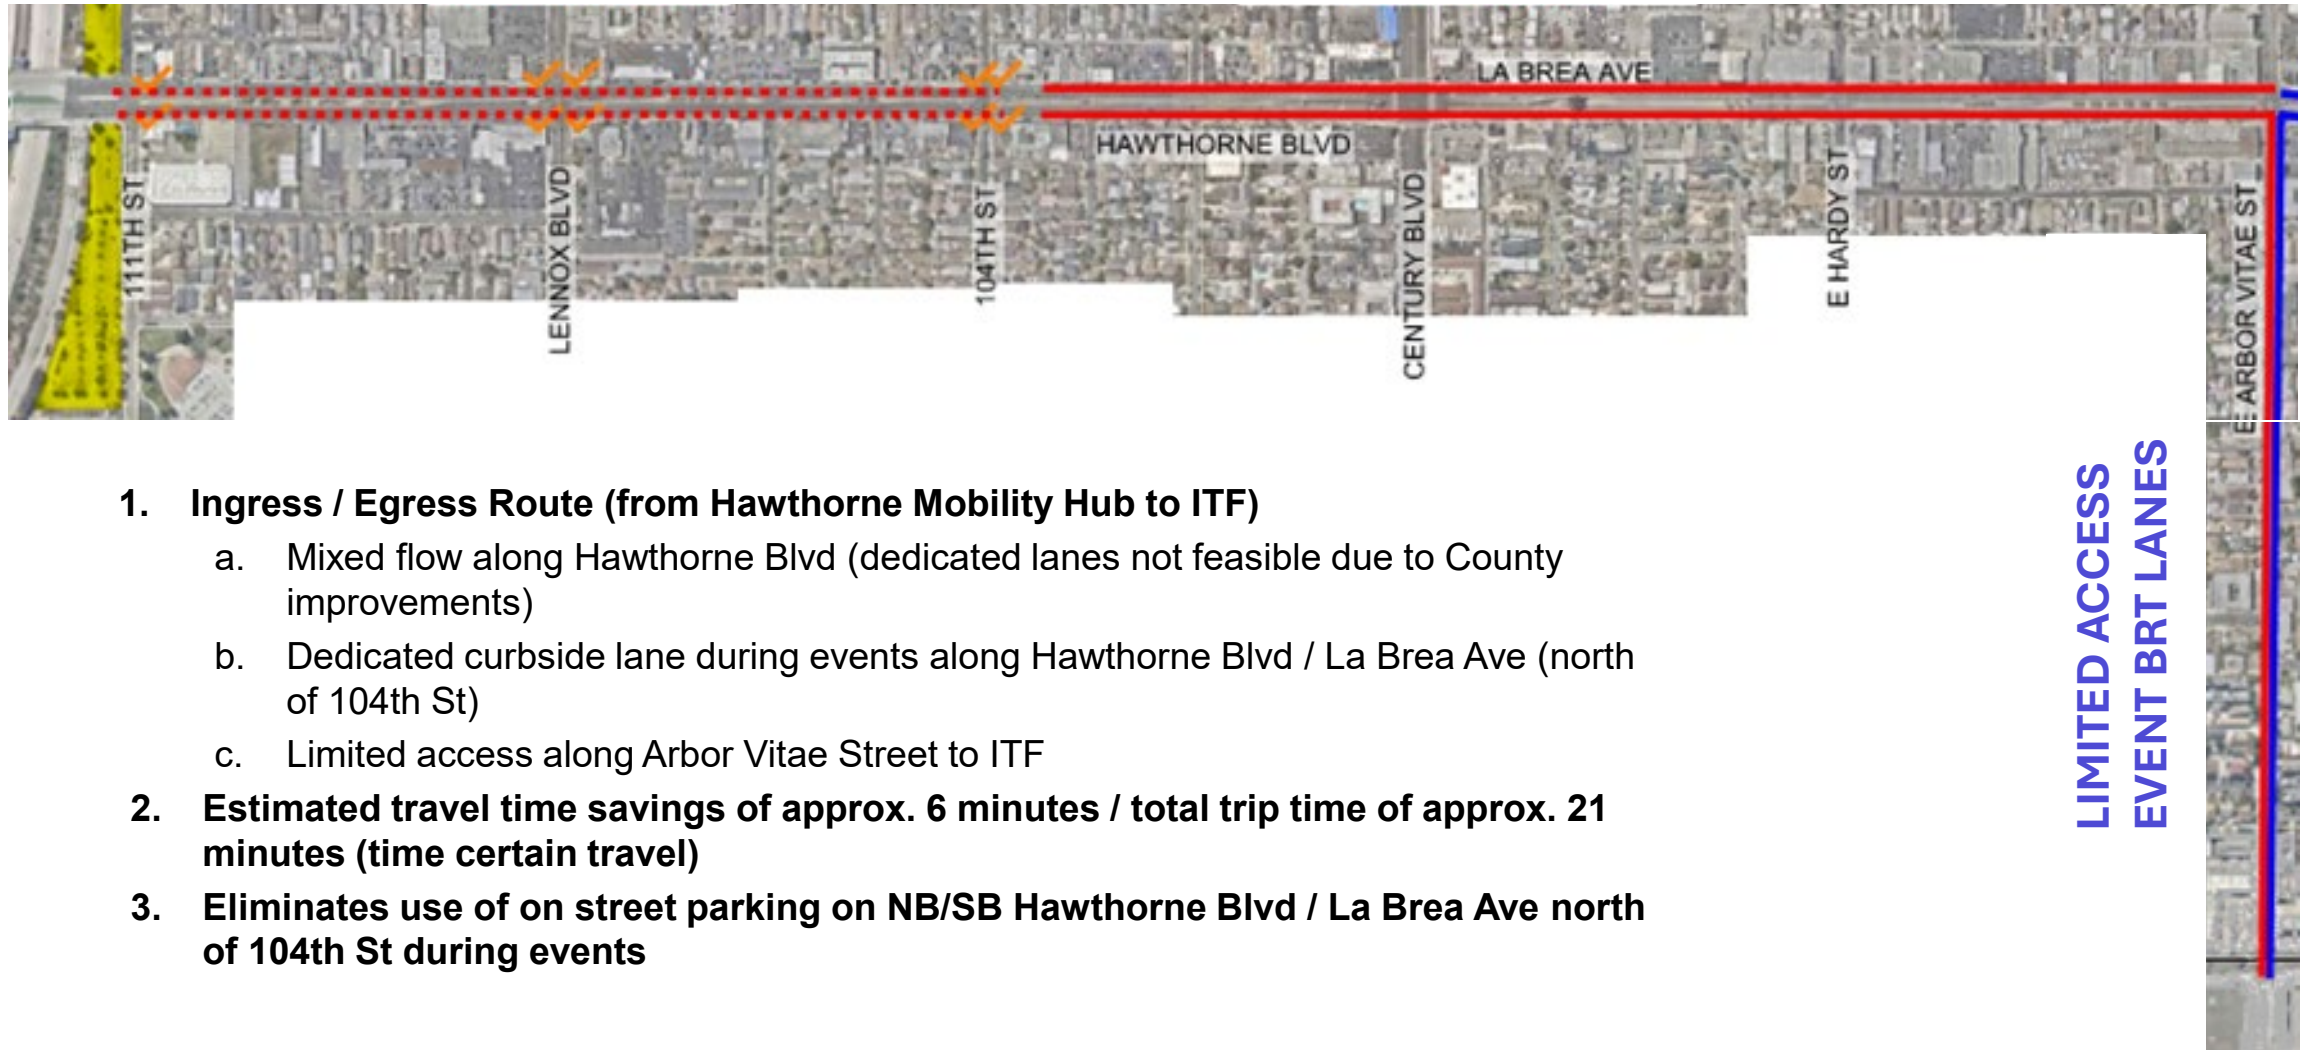 LA BREA AVE
HAWTHORNE BLVD
111TH ST
LENNOX BLVD
104TH ST
CENTURY BLVD
E HARDY ST
E ARBOR VITAE ST
1. Ingress / Egress Route (from Hawthorne Mobility Hub to ITF)
a. Mixed flow along Hawthorne Blvd (dedicated lanes not feasible due to County
improvements)
b. Dedicated curbside lane during events along Hawthorne Blvd / La Brea Ave (north
of 104th St)
c. Limited access along Arbor Vitae Street to ITF
2. Estimated travel time savings of approx. 6 minutes / total trip time of approx. 21
minutes (time certain travel)
3. Eliminates use of on street parking on NB/SB Hawthorne Blvd / La Brea Ave north
of 104th St during events
LIMITED ACCESS
EVENT BRT LANES